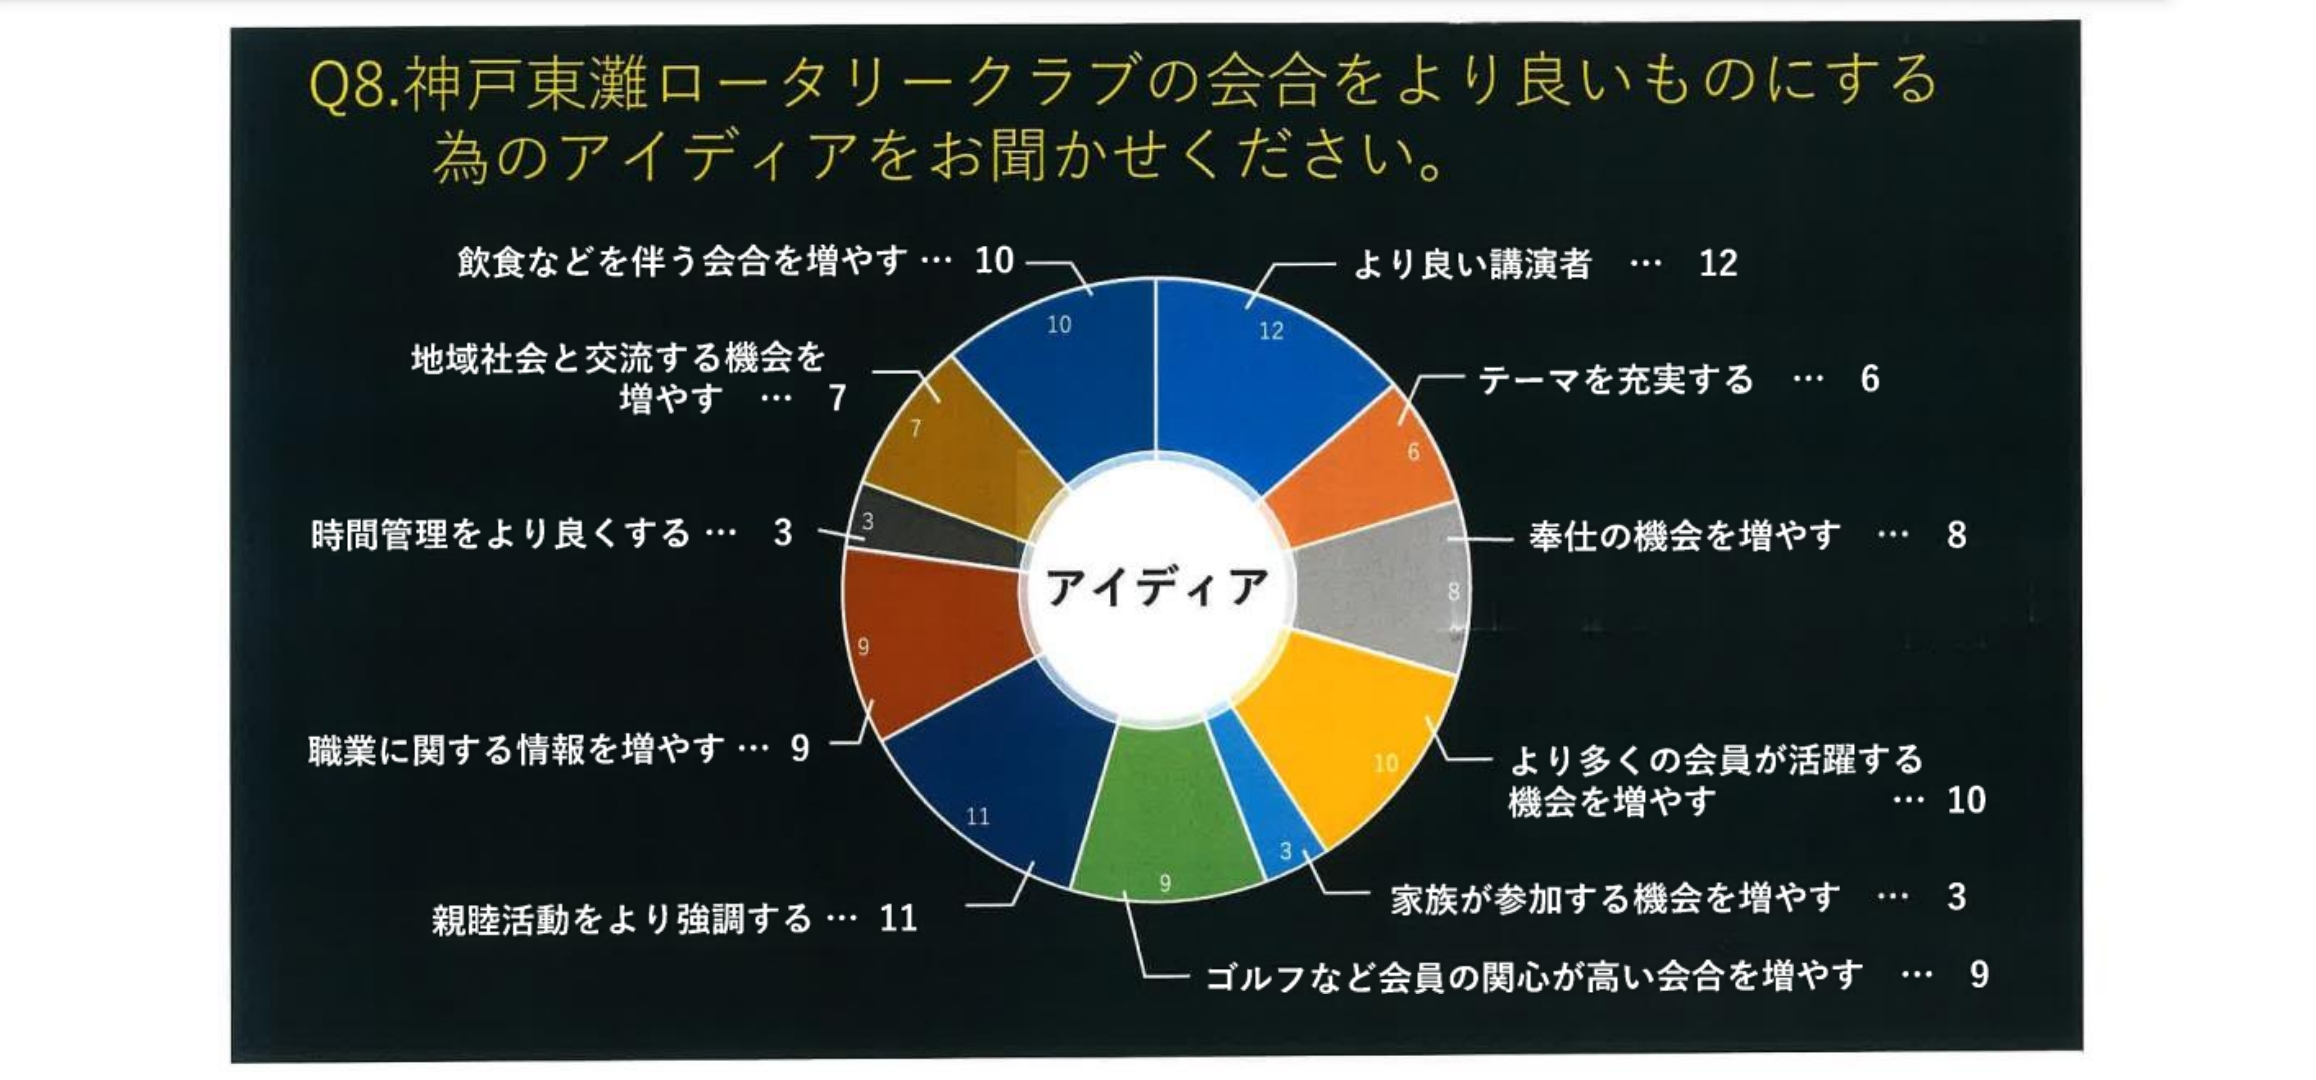 Q8.神戸東灘ロータリークラブの会合をより良いものにする
為のアイディアをお聞かせください。
飲食などを伴う会合を増やす … 10
より良い講演者 … 12
地域社会と交流する機会を
増やす … 7
テーマを充実する … 6
時間管理をより良くする … 3
奉仕の機会を増やす … 8
職業に関する情報を増やす … 9
より多くの会員が活躍する
機会を増やす … 10
親睦活動をより強調する … 11
家族が参加する機会を増やす … 3
ゴルフなど会員の関心が高い会合を増やす … 9
アイディア
12
6
8
10
3
9
11
9
3
7
10